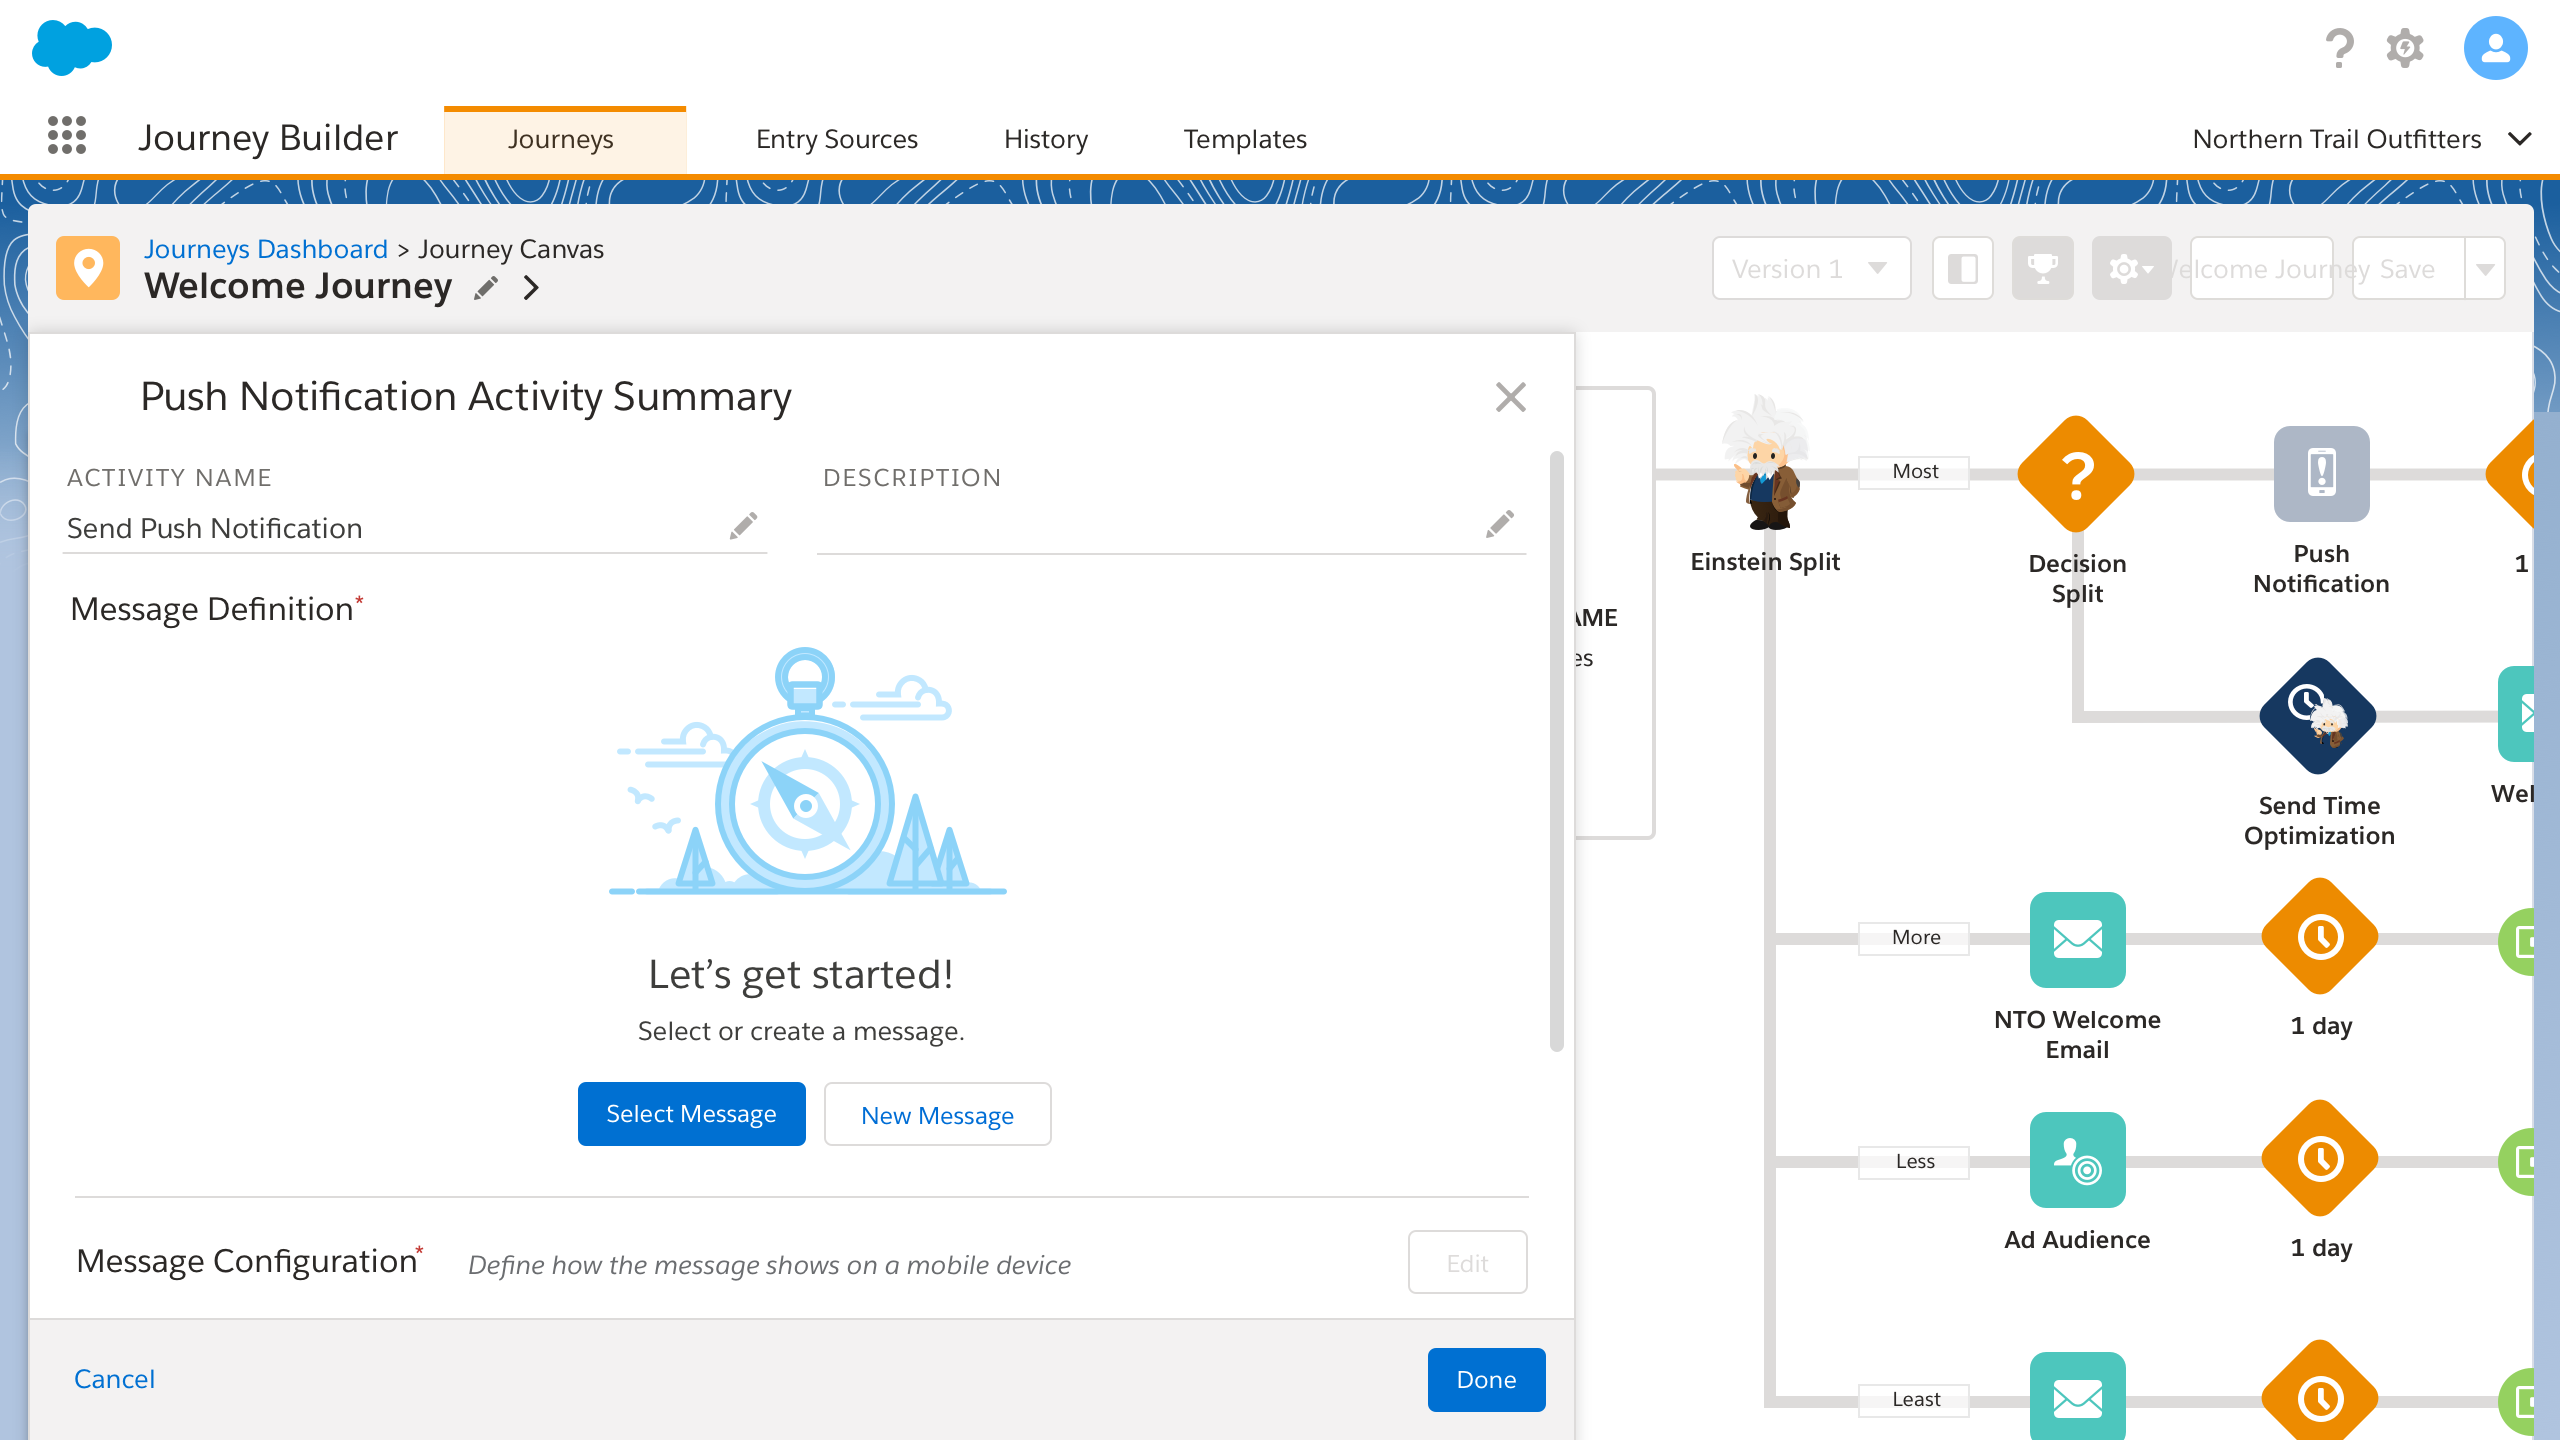 Journey Builder
Journeys
Entry Sources
History
Templates
Northern Trail Outfitters
Journeys Dashboard > Journey Canvas
Welcome Journey
Version 1
elcome Journey
Save
Push Notification Activity Summary
ACTIVITY NAME
DESCRIPTION
Send Push Notification
Message Definition*
Let's get started!
Select or create a message.
Select Message
New Message
Message Configuration*
Define how the message shows on a mobile device
Edit
Cancel
Done
AME
es
Einstein Split
Most
Decision
Split
Push
Notification
1
Send Time
Optimization
Wel
More
NTO Welcome
Email
1 day
Less
Ad Audience
1 day
Least